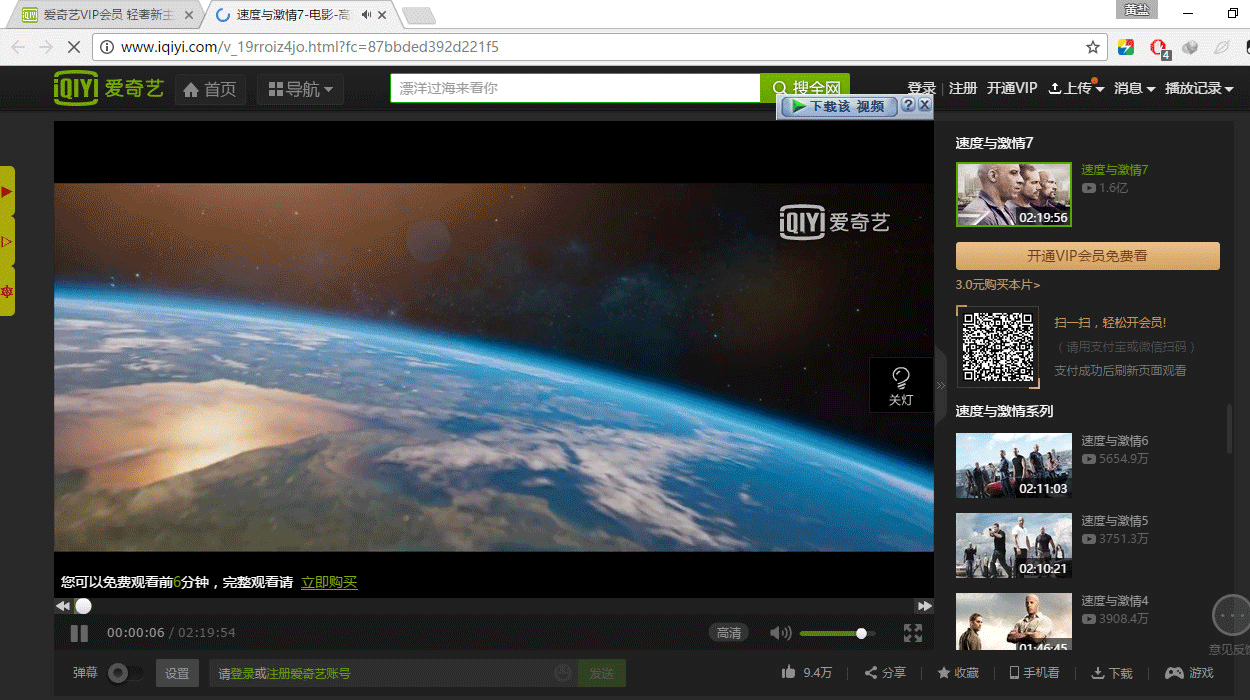 爱奇艺VIP会员 轻奢新主
速度与激情7-电影-高
黄盐
www.iqiyi.com/v_19rroiz4jo.html?fc=87bbded392d221f5
4
iQIYI 爱奇艺
首页
导航
漂洋过海来看你
搜全网
登录
注册
开通VIP
上传
消息
播放记录
下载该 视频
?
iQIYI 爱奇艺
关灯
您可以免费观看前6分钟，完整观看请 立即购买
00:00:06 / 02:19:54
高清
弹幕
设置
请登录或注册爱奇艺账号
发送
9.4万
分享
收藏
手机看
下载
游戏
速度与激情7
02:19:56
速度与激情7
1.6亿
开通VIP会员免费看
3.0元购买本片>
扫一扫，轻松开会员!
（请用支付宝或微信扫码）
支付成功后刷新页面观看
速度与激情系列
02:11:03
速度与激情6
5654.9万
02:10:21
速度与激情5
3751.3万
01:46:45
速度与激情4
3908.4万
意见反